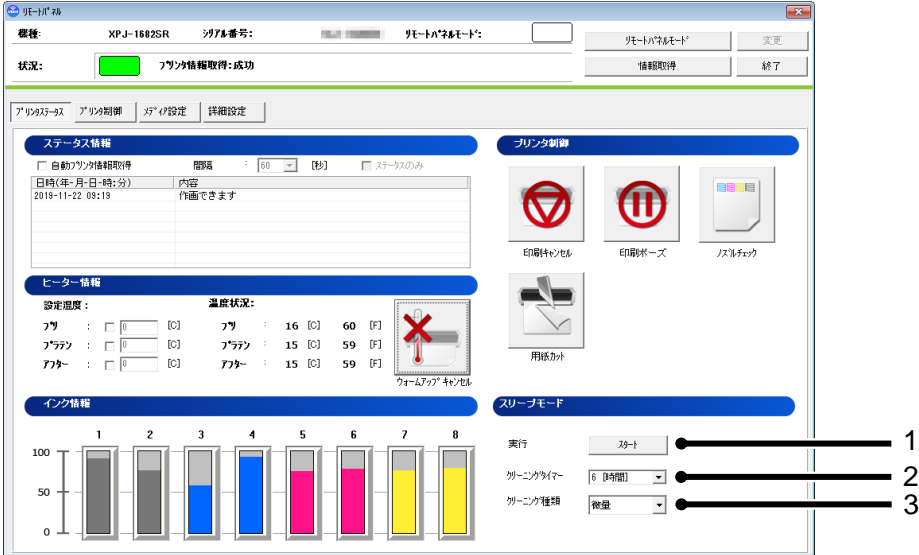 リモートパネル
機種: XPJ-1682SR シリアル番号: リモートパネルモード: リモートパネルモード 変更
状況: プリンタ情報取得:成功 情報取得 終了
プリンタステータス プリンタ制御 メディア設定 詳細設定
ステータス情報
自動プリンタ情報取得 間隔 : 60 [秒] ステータスのみ
日時(年-月-日-時:分) 内容
2019-11-22 09:19 作画できます
ヒーター情報
設定温度: 温度状況:
プリ : 0 [C] プリ : 16 [C] 60 [F]
プラテン : 0 [C] プラテン : 15 [C] 59 [F]
アフター : 0 [C] アフター : 15 [C] 59 [F]
ウォームアップキャンセル
インク情報
1 2 3 4 5 6 7 8
100
50
0
プリンタ制御
印刷キャンセル 印刷ポーズ ノズルチェック
用紙カット
スリープモード
実行 スタート 1
クリーニングタイマー 6 [時間] 2
クリーニング種類 微量 3